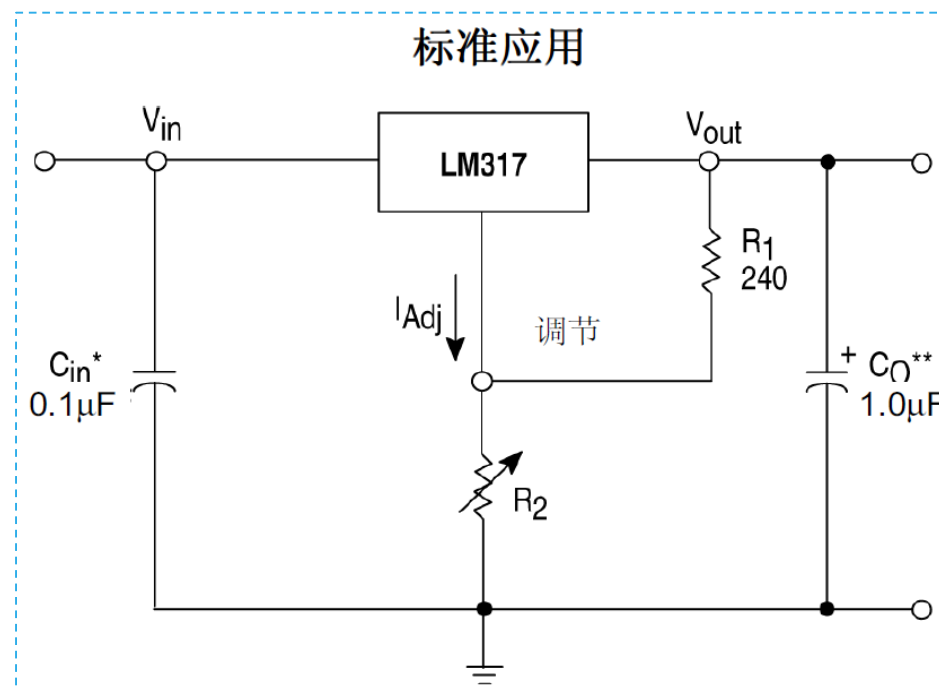 标准应用
Vin
LM317
Vout
R1
240
IAdj
调节
Cin*
0.1μF
+ CO**
1.0μF
R2